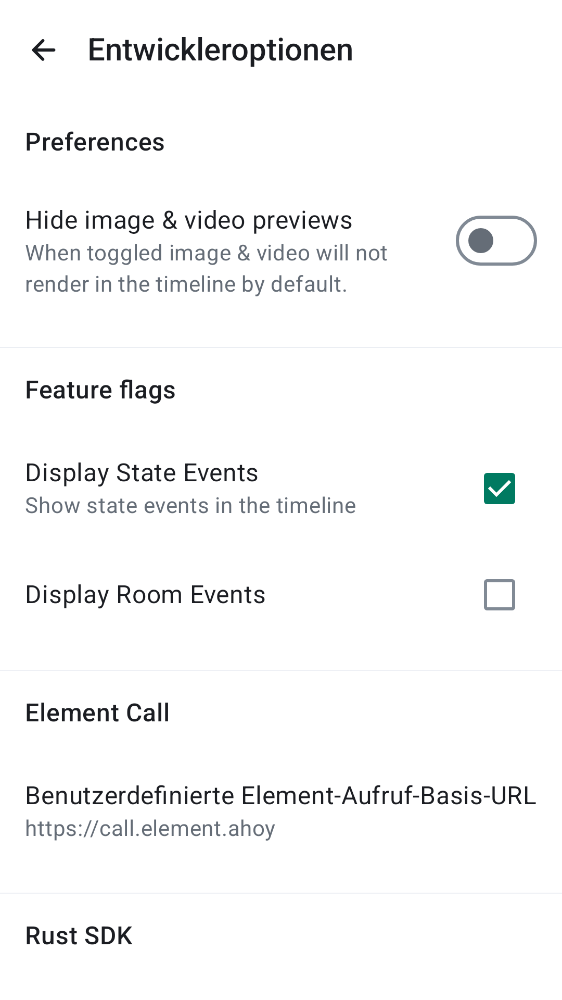 Entwickleroptionen
Preferences
Hide image & video previews
When toggled image & video will not
render in the timeline by default.
Feature flags
Display State Events
Show state events in the timeline
Display Room Events
Element Call
Benutzerdefinierte Element-Aufruf-Basis-URL
https://call.element.ahoy
Rust SDK